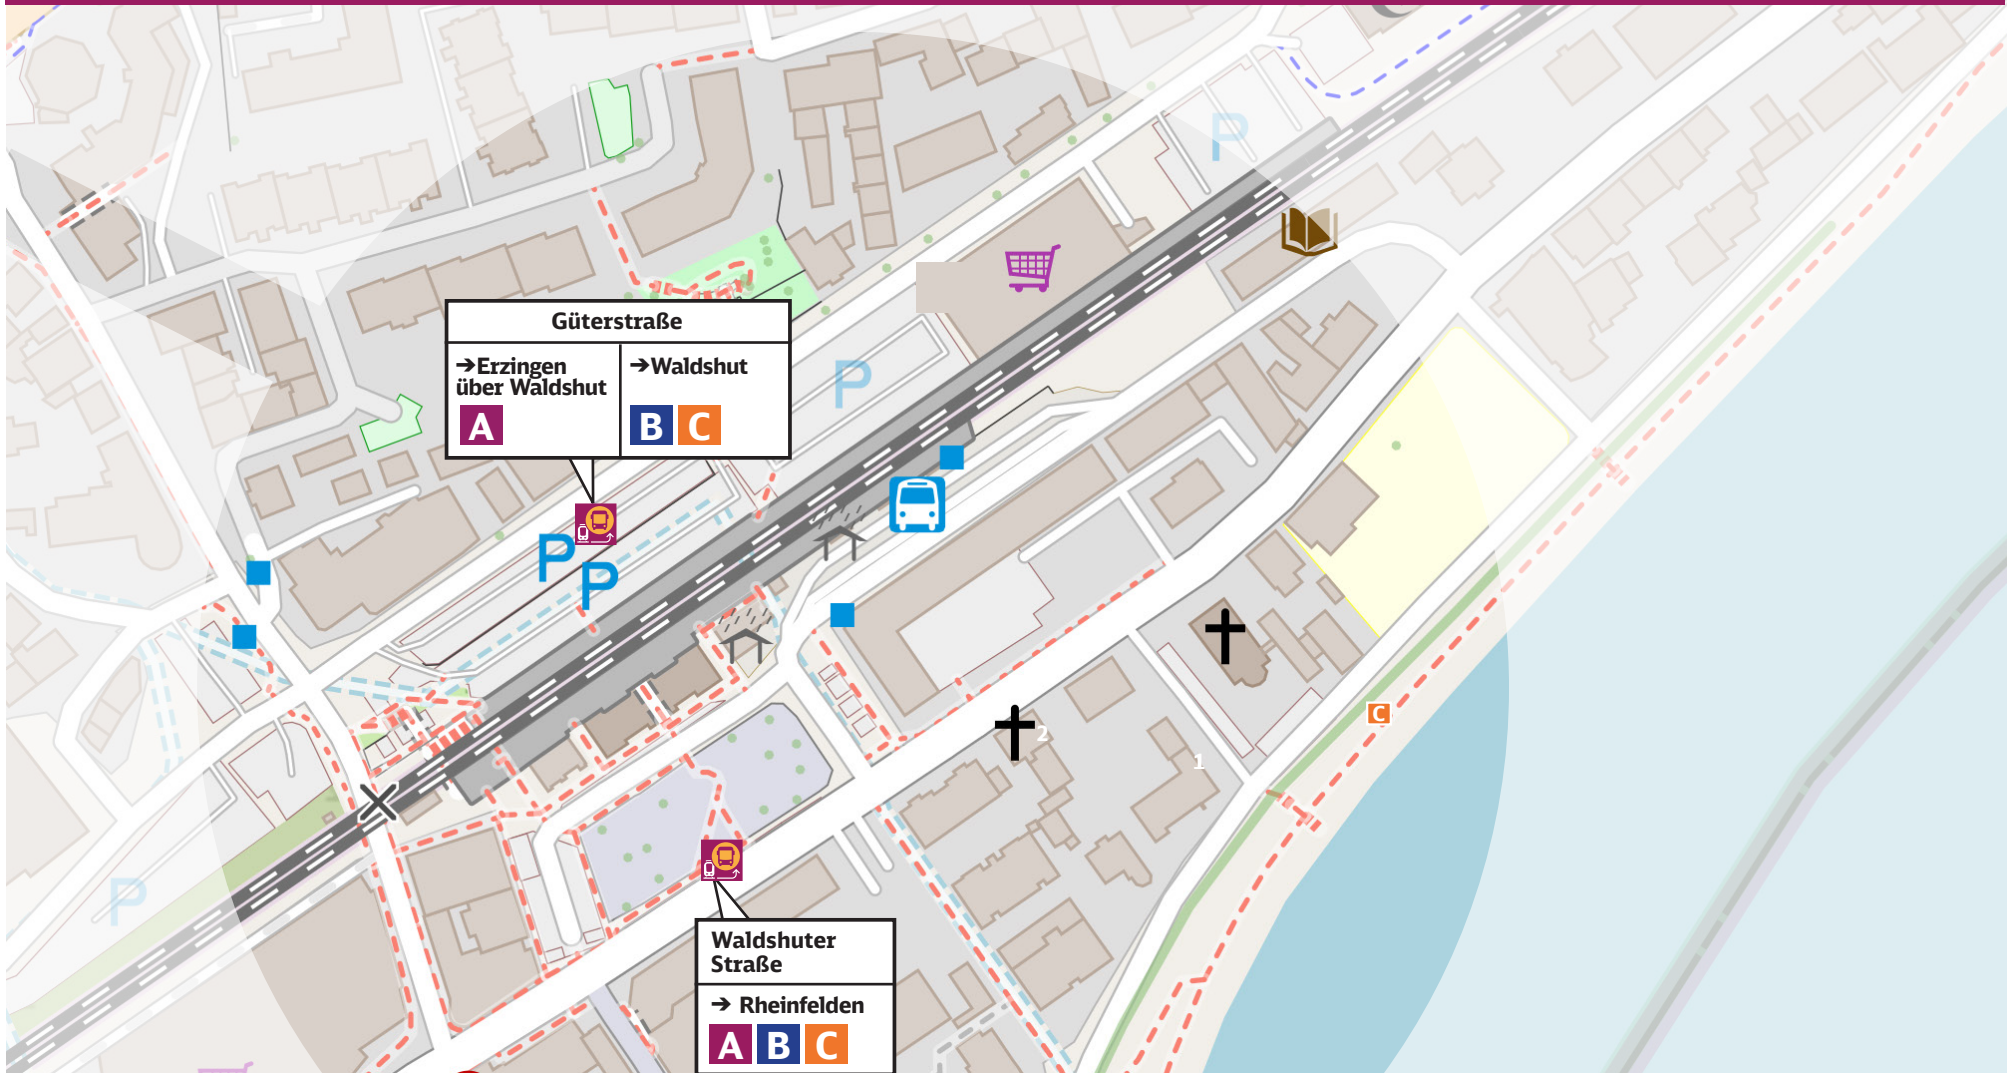 P
Güterstraße
➔Erzingen
über Waldshut
A
➔Waldshut
B C
P
P
P
C
2
1
P
Waldshuter
Straße
➔ Rheinfelden
A B C